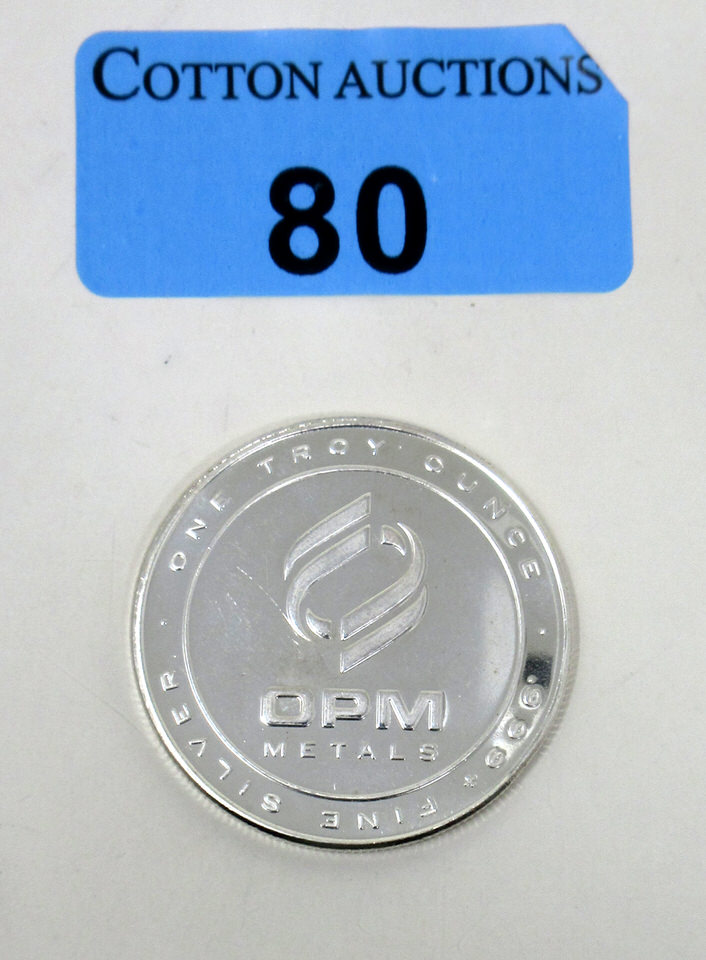 COTTON AUCTIONS
80
· ONE TROY OUNCE ·
OPM
METALS
.999+ FINE SILVER